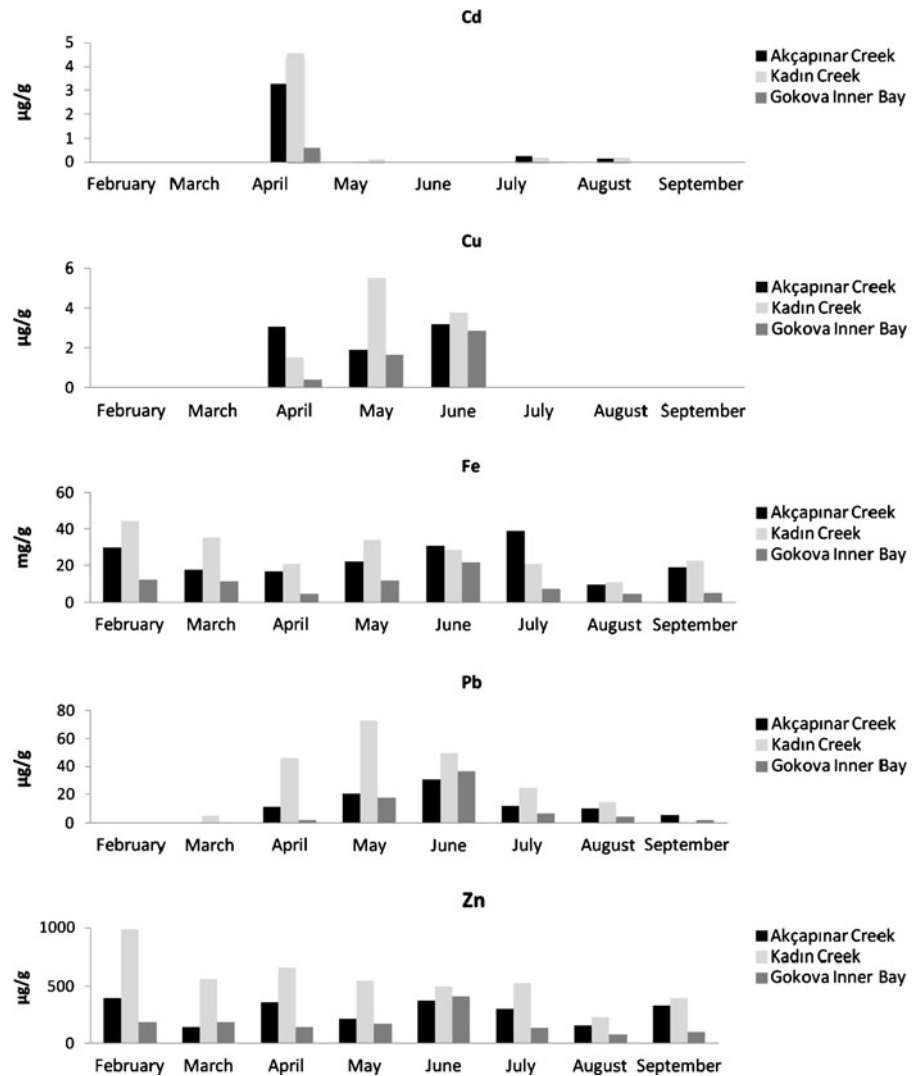 Cd
5
4
3
2
1
0
µg/g
February March April May June July August September
Akçapınar Creek
Kadın Creek
Gokova Inner Bay
Cu
6
4
2
0
µg/g
February March April May June July August September
Akçapınar Creek
Kadın Creek
Gokova Inner Bay
Fe
60
40
20
0
mg/g
February March April May June July August September
Akçapınar Creek
Kadın Creek
Gokova Inner Bay
Pb
80
60
40
20
0
µg/g
February March April May June July August September
Akçapınar Creek
Kadın Creek
Gokova Inner Bay
Zn
1000
500
0
µg/g
February March April May June July August September
Akçapınar Creek
Kadın Creek
Gokova Inner Bay